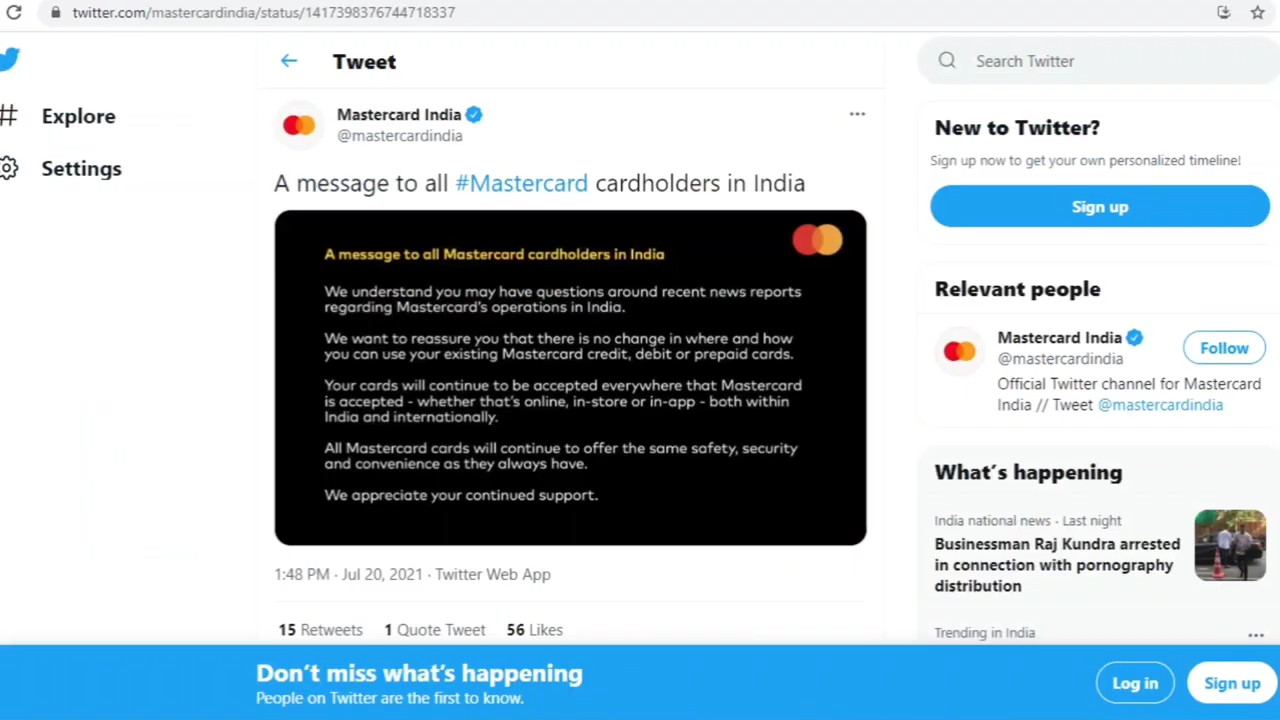 twitter.com/mastercardindia/status/1417398376744718337
Explore
Settings
Tweet
Mastercard India
@mastercardindia
A message to all #Mastercard cardholders in India
A message to all Mastercard cardholders in India
We understand you may have questions around recent news reports
regarding Mastercard's operations in India.
We want to reassure you that there is no change in where and how
you can use your existing Mastercard credit, debit or prepaid cards.
Your cards will continue to be accepted everywhere that Mastercard
is accepted - whether that's online, in-store or in-app - both within
India and internationally.
All Mastercard cards will continue to offer the same safety, security
and convenience as they always have.
We appreciate your continued support.
1:48 PM · Jul 20, 2021 · Twitter Web App
15 Retweets 1 Quote Tweet 56 Likes
Search Twitter
New to Twitter?
Sign up now to get your own personalized timeline!
Sign up
Relevant people
Mastercard India
@mastercardindia
Follow
Official Twitter channel for Mastercard
India // Tweet @mastercardindia
What's happening
India national news · Last night
Businessman Raj Kundra arrested
in connection with pornography
distribution
Trending in India
Don't miss what's happening
People on Twitter are the first to know.
Log in
Sign up